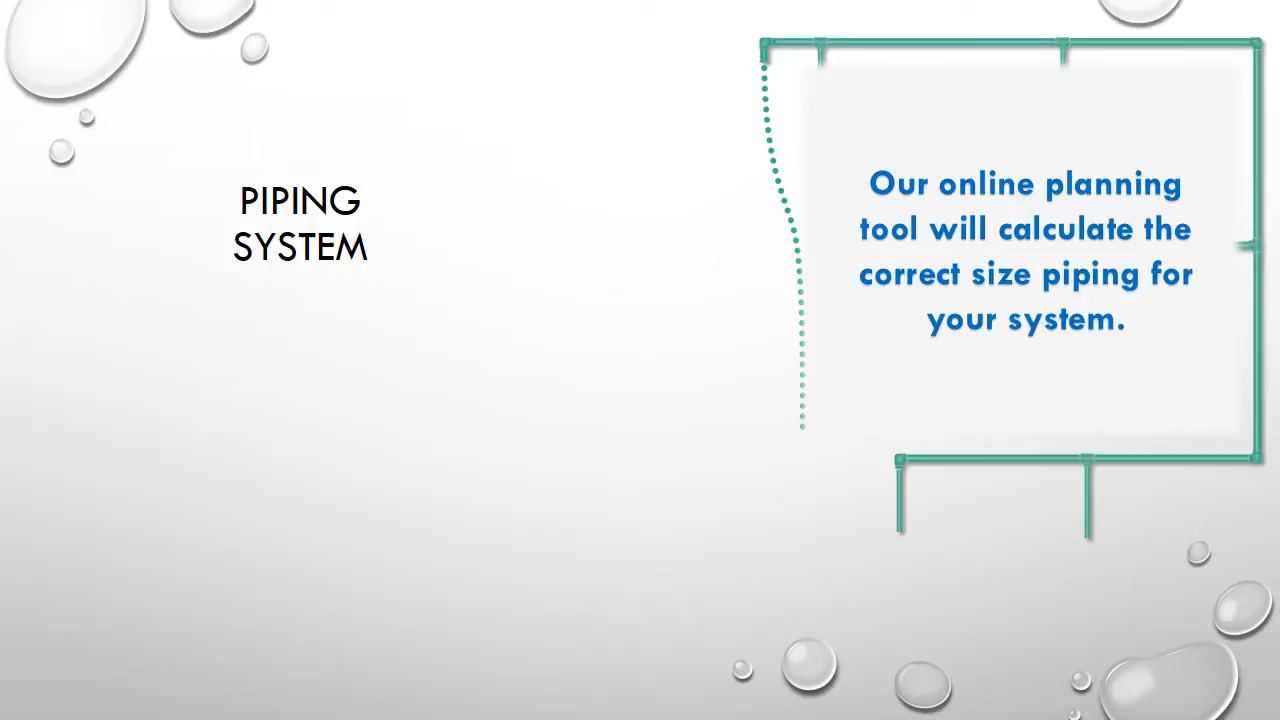 PIPING
SYSTEM
Our online planning
tool will calculate the
correct size piping for
your system.